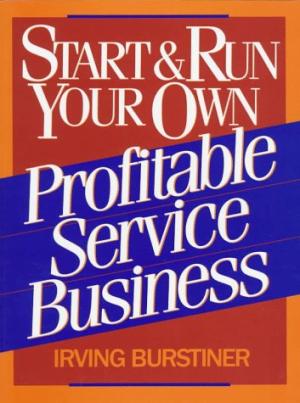 START & RUN
YOUR OWN
Profitable
Service
Business
IRVING BURSTINER